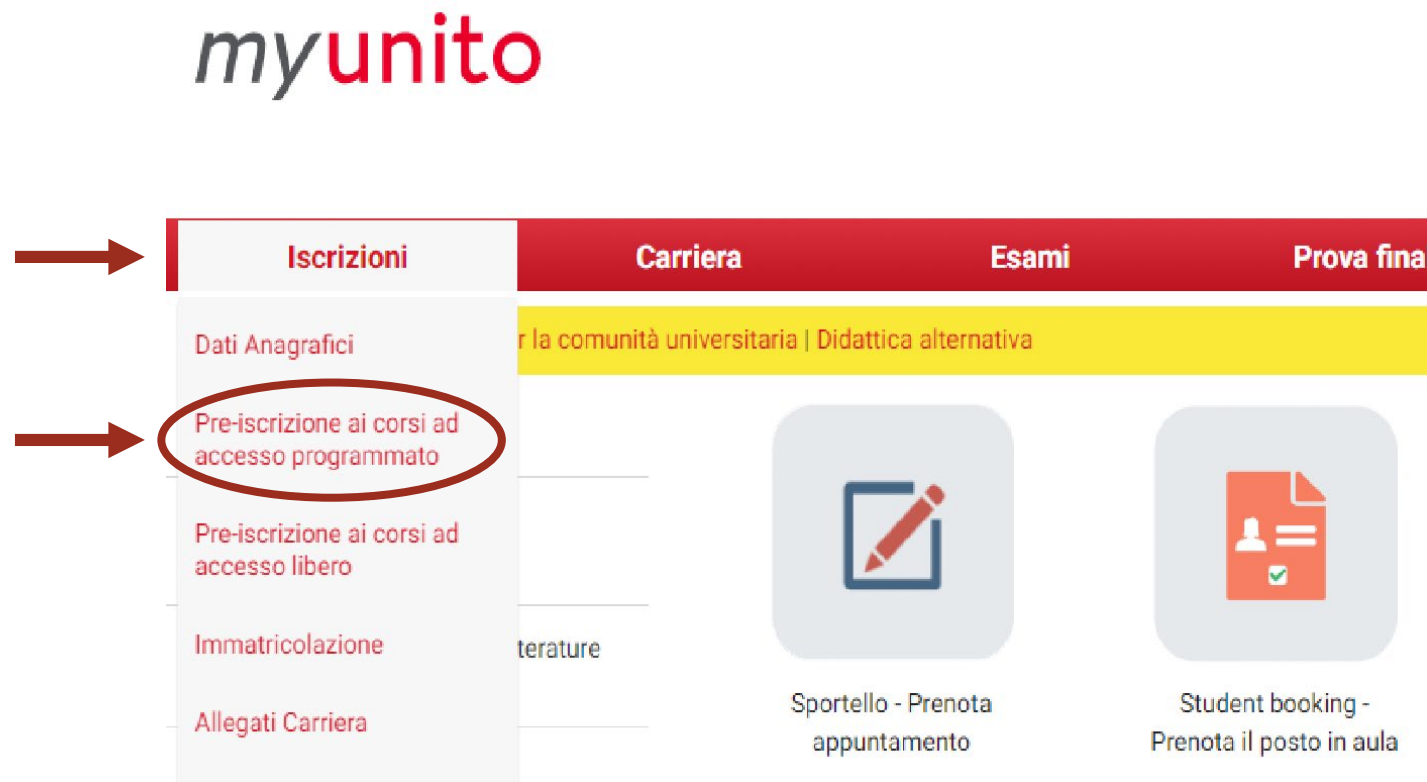 myunito
Iscrizioni
Carriera
Esami
Prova fina
Dati Anagrafici
r la comunità universitaria | Didattica alternativa
Pre-iscrizione ai corsi ad
accesso programmato
Pre-iscrizione ai corsi ad
accesso libero
Immatricolazione
terature
Allegati Carriera
Sportello - Prenota
appuntamento
Student booking -
Prenota il posto in aula